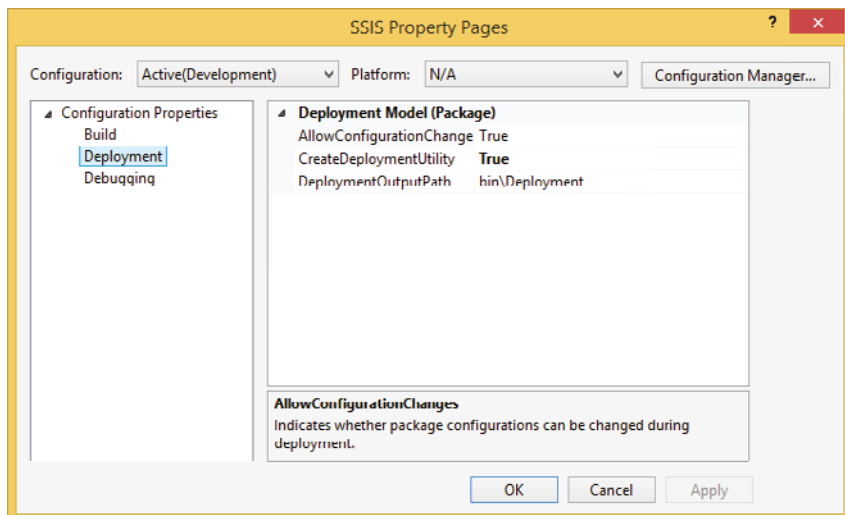 SSIS Property Pages
?
x
Configuration: Active(Development) Platform: N/A Configuration Manager...
Configuration Properties
Build
Deployment
Debugging
Deployment Model (Package)
AllowConfigurationChange True
CreateDeploymentUtility True
DeploymentOutputPath bin\Deployment
AllowConfigurationChanges
Indicates whether package configurations can be changed during
deployment.
OK Cancel Apply